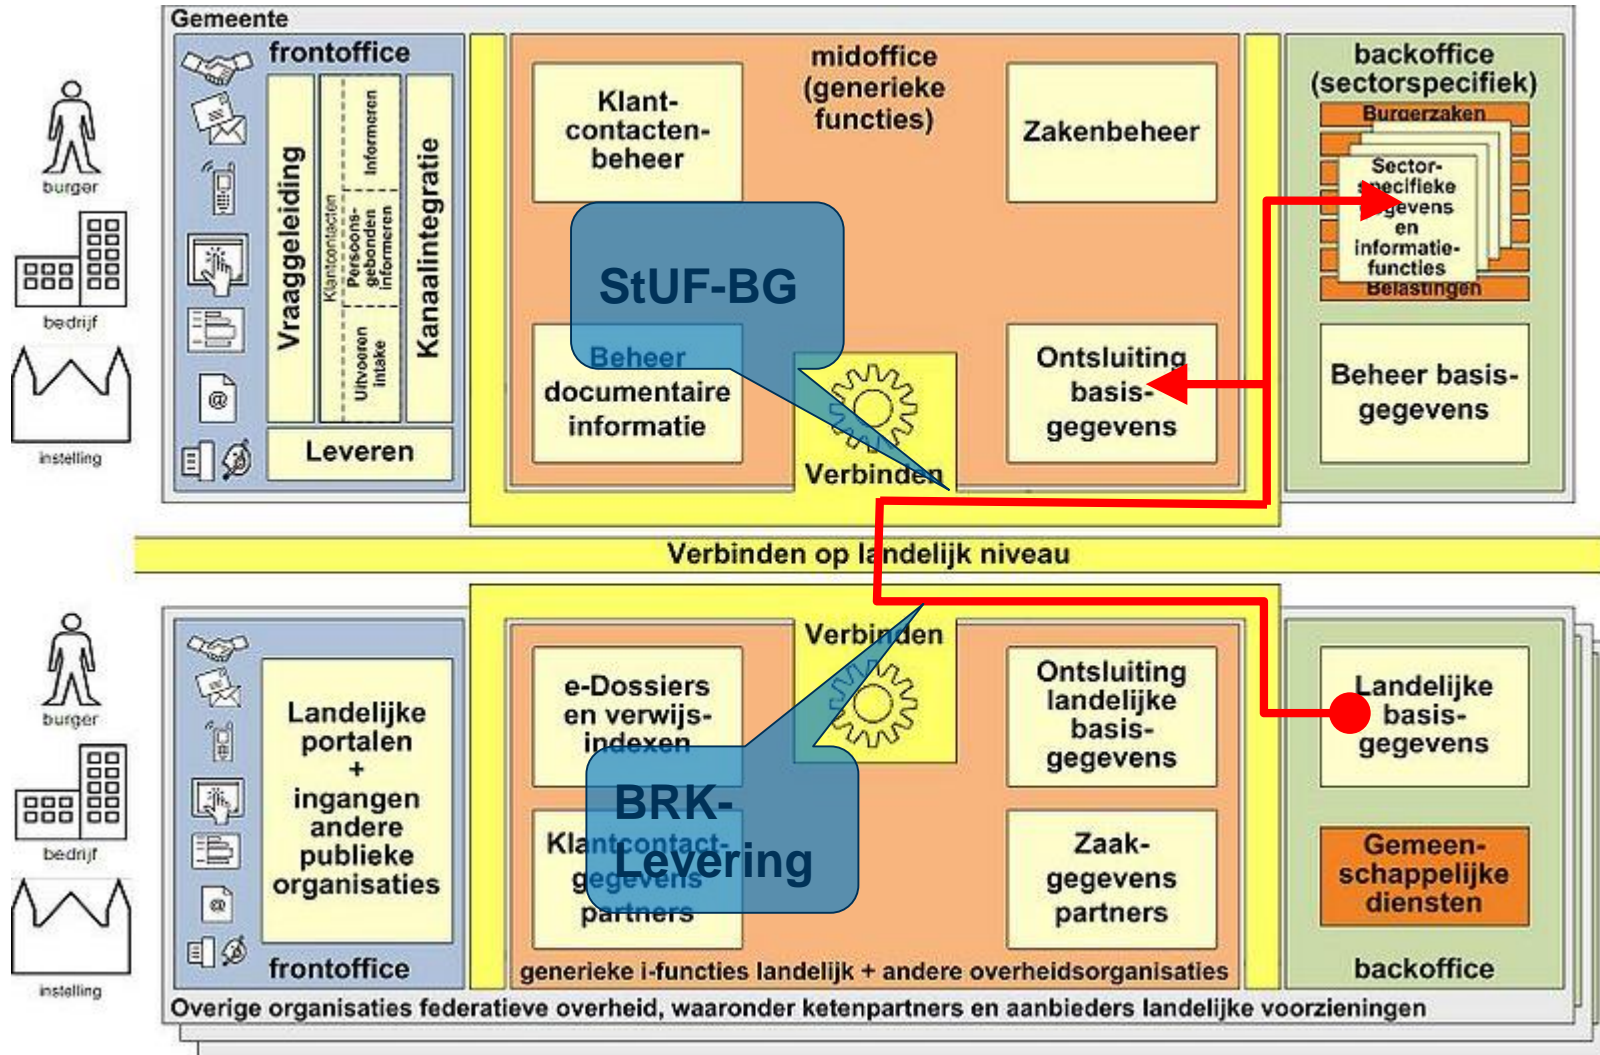 Gemeente
frontoffice
Vraaggeleiding
Klantcontacten
Informeren
Persoons-
gebonden
informeren
Uitvoeren
intake
Kanaalintegratie
Leveren
burger
bedrijf
instelling
midoffice
(generieke
functies)
Klant-
contacten-
beheer
Zakenbeheer
StUF-BG
Beheer
documentaire
informatie
Verbinden
Ontsluiting
basis-
gegevens
backoffice
(sectorspecifiek)
Burgerzaken
Sector-
specifieke
gegevens
en
informatie-
functies
Belastingen
Beheer basis-
gegevens
Verbinden op landelijk niveau
burger
bedrijf
instelling
Landelijke
portalen
+
ingangen
andere
publieke
organisaties
frontoffice
Verbinden
e-Dossiers
en verwijs-
indexen
Ontsluiting
landelijke
basis-
gegevens
BRK-
Levering
Klantcontact-
gegevens
partners
Zaak-
gegevens
partners
generieke i-functies landelijk + andere overheidsorganisaties
Landelijke
basis-
gegevens
Gemeen-
schappelijke
diensten
backoffice
Overige organisaties federatieve overheid, waaronder ketenpartners en aanbieders landelijke voorzieningen